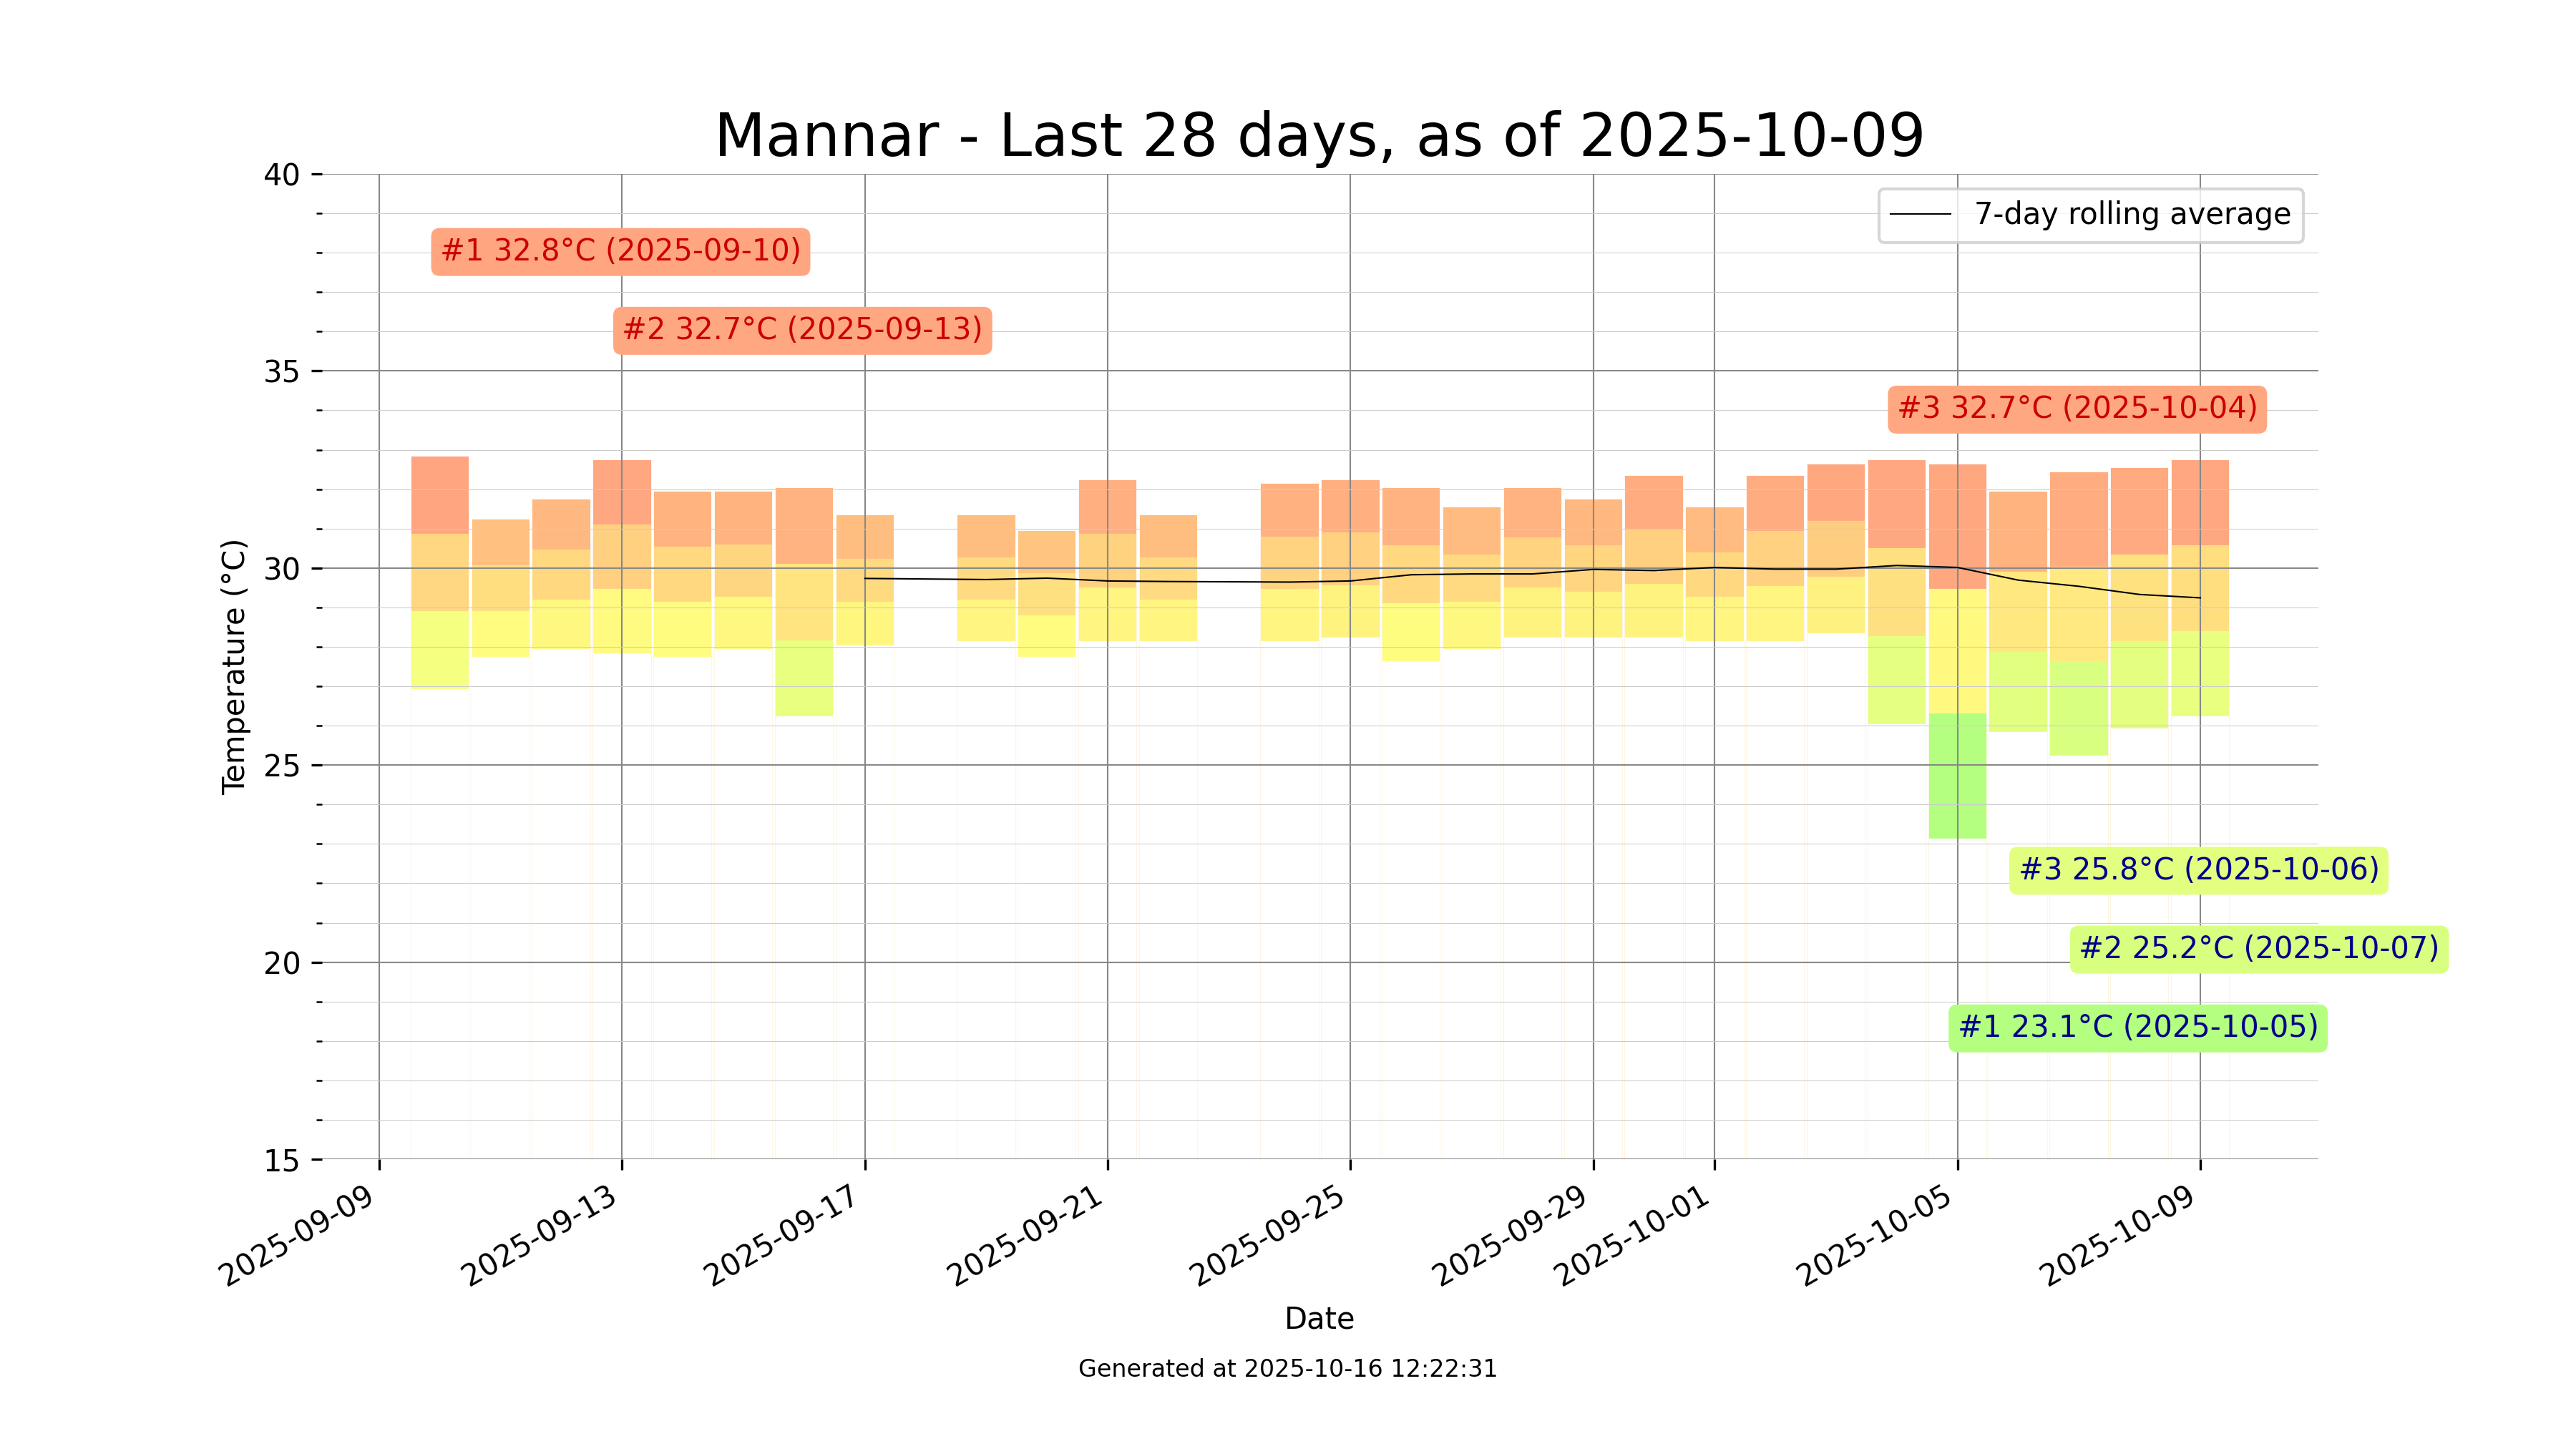 Mannar - Last 28 days, as of 2025-10-09
7-day rolling average
#1 32.8°C (2025-09-10)
#2 32.7°C (2025-09-13)
#3 32.7°C (2025-10-04)
#3 25.8°C (2025-10-06)
#2 25.2°C (2025-10-07)
#1 23.1°C (2025-10-05)
Temperature (°C)
40
35
30
25
20
15
2025-09-09
2025-09-13
2025-09-17
2025-09-21
2025-09-25
2025-09-29
2025-10-01
2025-10-05
2025-10-09
Date
Generated at 2025-10-16 12:22:31